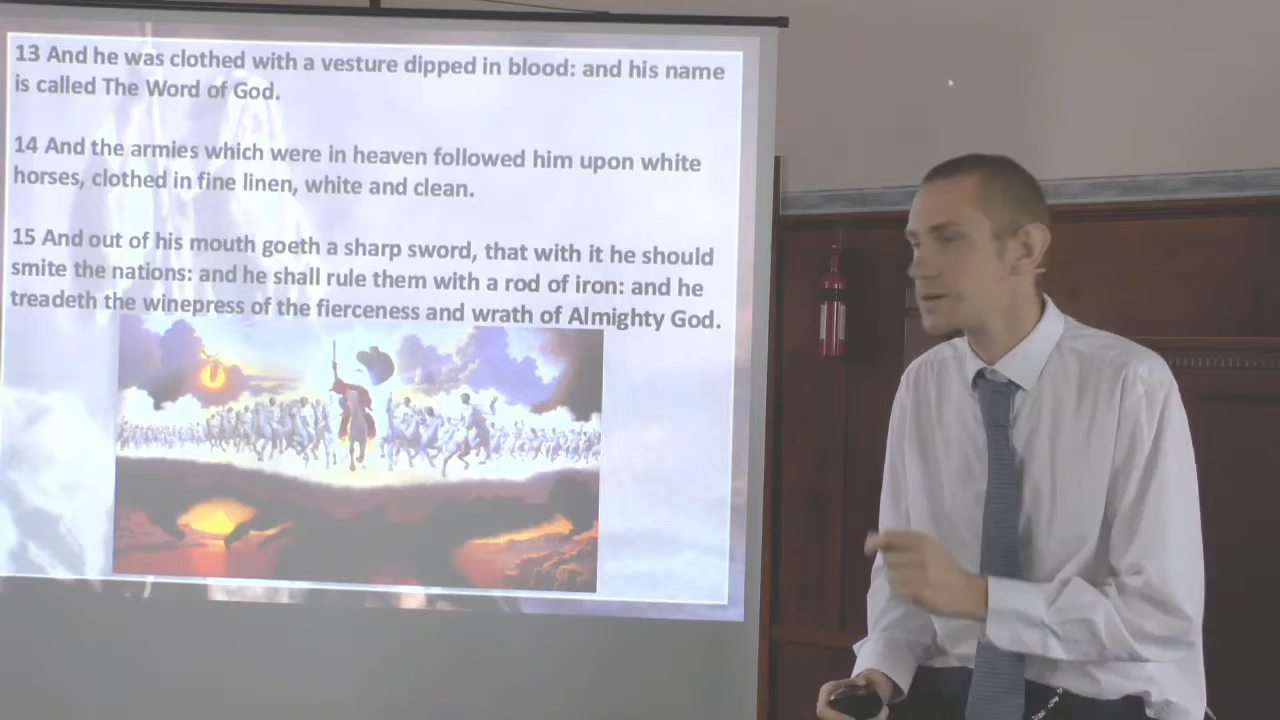 13 And he was clothed with a vesture dipped in blood: and his name
is called The Word of God.
14 And the armies which were in heaven followed him upon white
horses, clothed in fine linen, white and clean.
15 And out of his mouth goeth a sharp sword, that with it he should
smite the nations: and he shall rule them with a rod of iron: and he
treadeth the winepress of the fierceness and wrath of Almighty God.